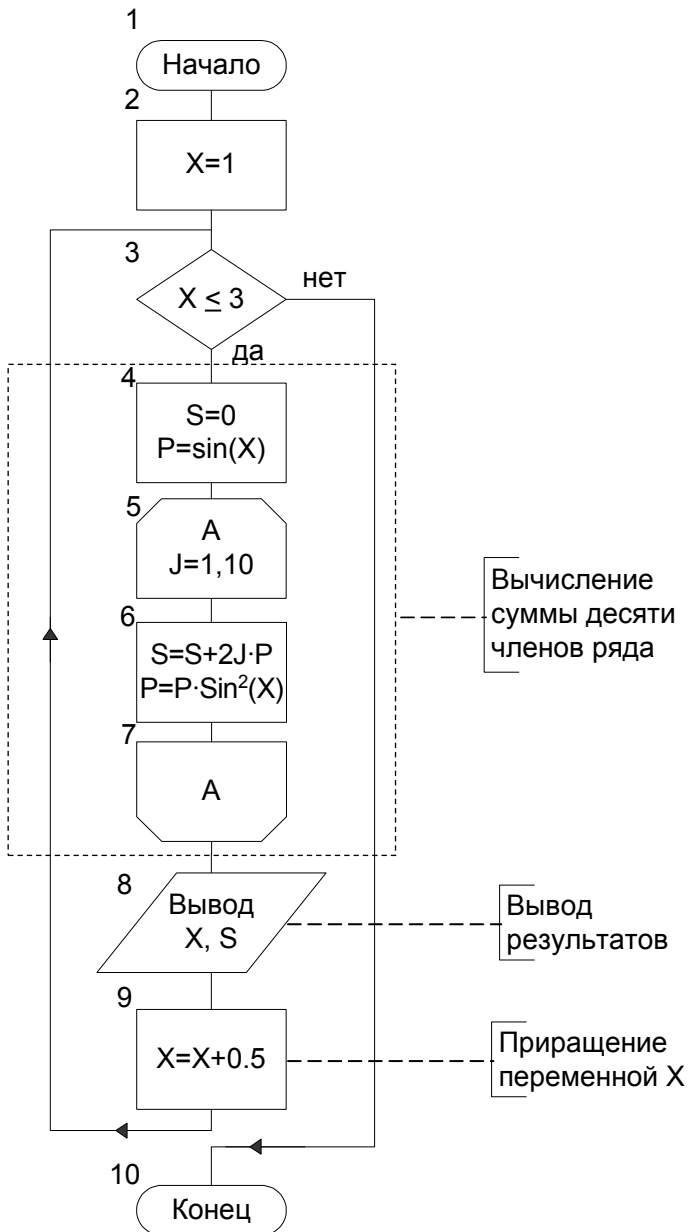 1
Начало
2
X=1
3
X ≤ 3
нет
да
4
S=0
P=sin(X)
5
A
J=1,10
6
S=S+2J·P
P=P·Sin²(X)
7
A
Вычисление
суммы десяти
членов ряда
8
Вывод
X, S
Вывод
результатов
9
X=X+0.5
Приращение
переменной X
10
Конец